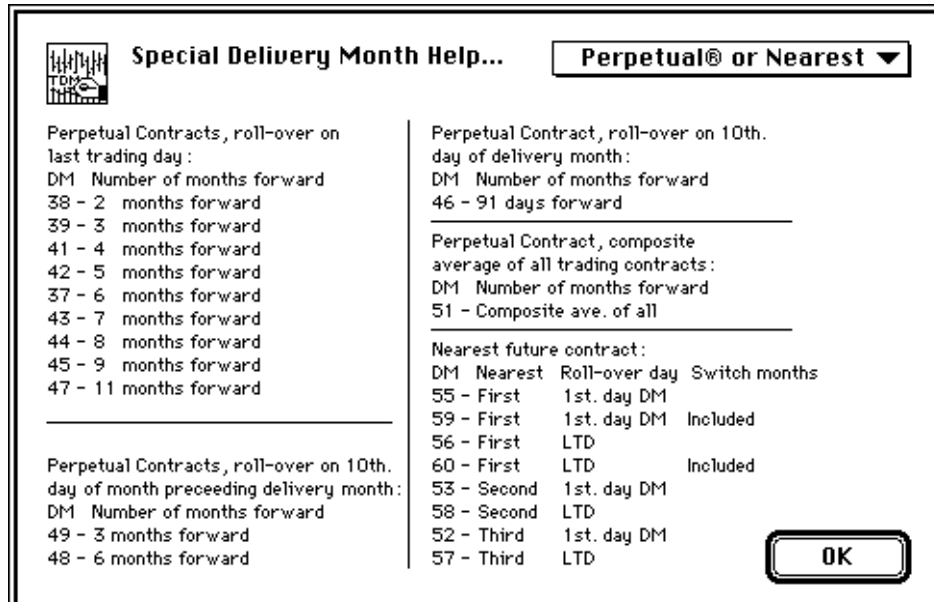 TDM
Special Delivery Month Help...
Perpetual® or Nearest
Perpetual Contracts, roll-over on
last trading day:
DM Number of months forward
38 - 2 months forward
39 - 3 months forward
41 - 4 months forward
42 - 5 months forward
37 - 6 months forward
43 - 7 months forward
44 - 8 months forward
45 - 9 months forward
47 - 11 months forward
Perpetual Contracts, roll-over on 10th.
day of month preceeding delivery month:
DM Number of months forward
49 - 3 months forward
48 - 6 months forward
Perpetual Contract, roll-over on 10th.
day of delivery month:
DM Number of months forward
46 - 91 days forward
Perpetual Contract, composite
average of all trading contracts:
DM Number of months forward
51 - Composite ave. of all
Nearest future contract:
DM Nearest Roll-over day Switch months
55 - First 1st. day DM
59 - First 1st. day DM Included
56 - First LTD
60 - First LTD Included
53 - Second 1st. day DM
58 - Second LTD
52 - Third 1st. day DM
57 - Third LTD
OK